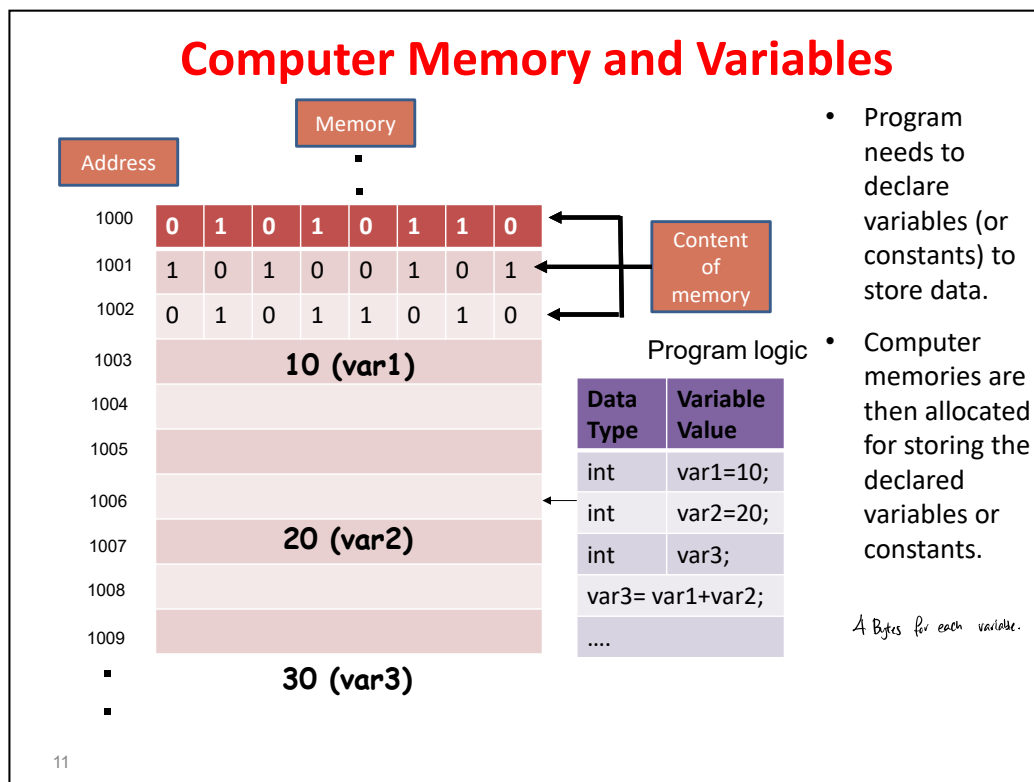 Computer Memory and Variables
Memory
Address
1000
0 1 0 1 0 1 1 0
1001
1 0 1 0 0 1 0 1
1002
0 1 0 1 1 0 1 0
1003
10 (var1)
1004
1005
1006
1007
20 (var2)
1008
1009
30 (var3)
Content
of
memory
Program logic
Data Type Variable Value
int var1=10;
int var2=20;
int var3;
var3= var1+var2;
....
• Program
needs to
declare
variables (or
constants) to
store data.
• Computer
memories are
then allocated
for storing the
declared
variables or
constants.
4 Bytes for each variable.
11